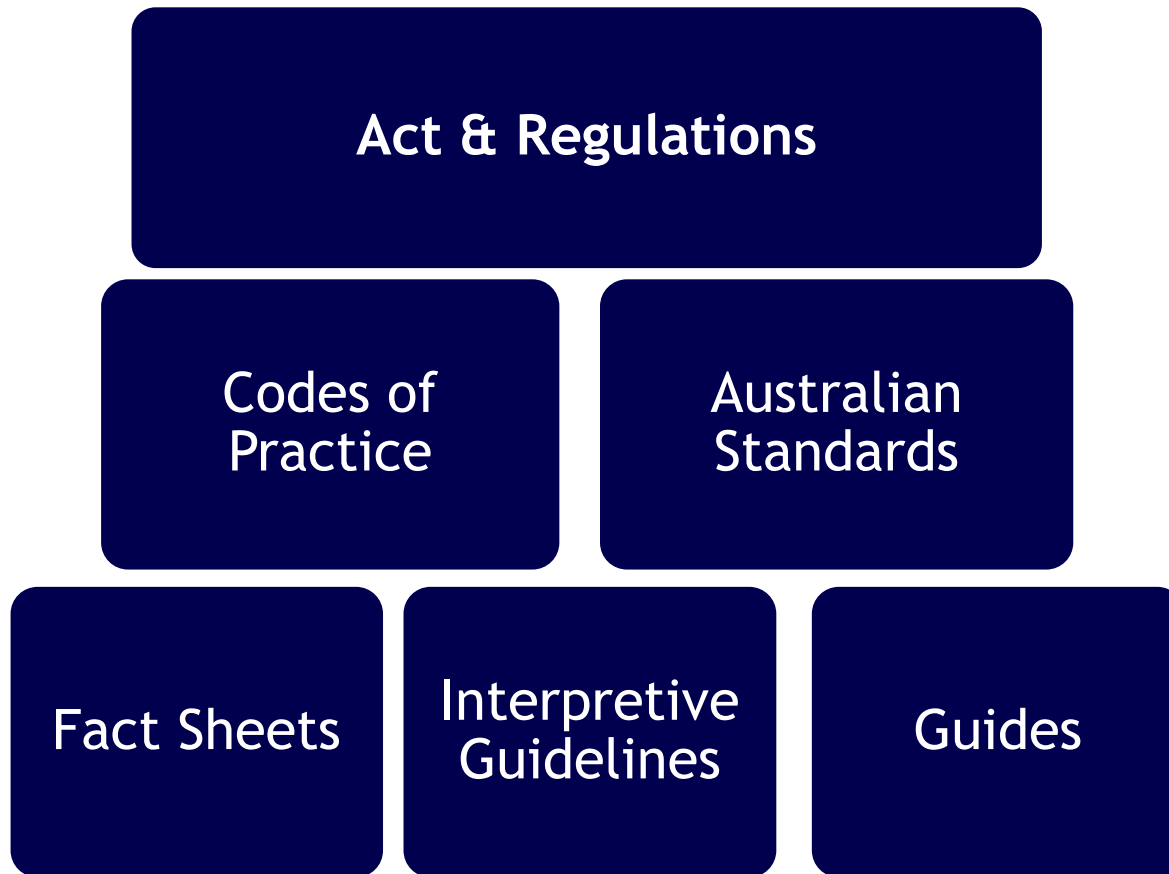 Act & Regulations
Codes of
Practice
Australian
Standards
Fact Sheets
Interpretive
Guidelines
Guides